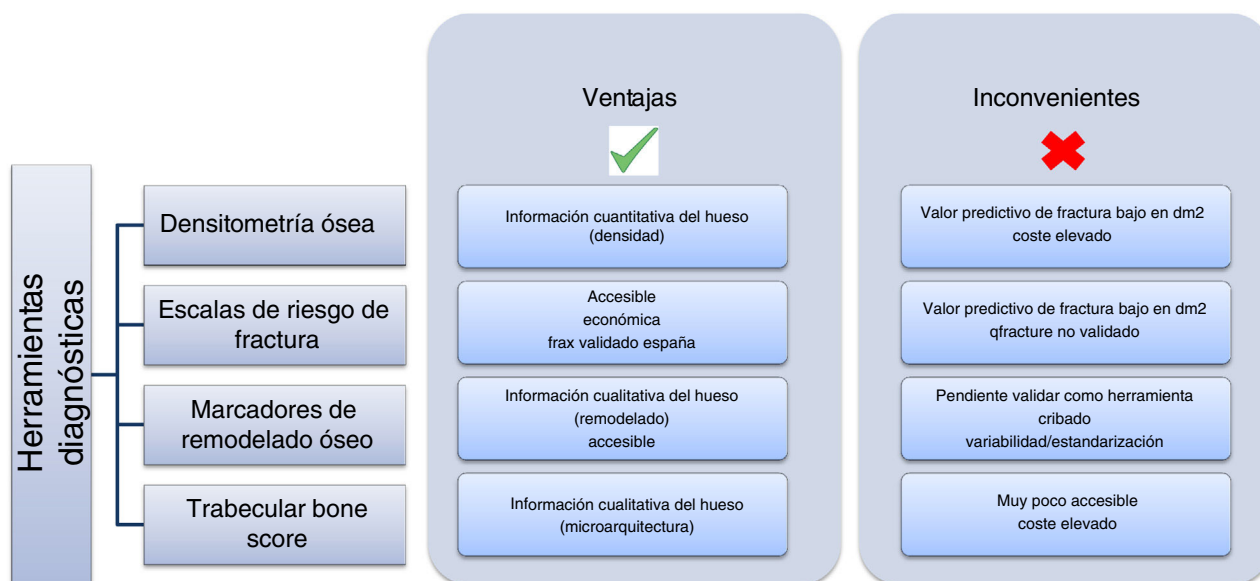 Ventajas
Inconvenientes
Herramientas
diagnósticas
Densitometría ósea
Información cuantitativa del hueso
(densidad)
Valor predictivo de fractura bajo en dm2
coste elevado
Escalas de riesgo de
fractura
Accesible
económica
frax validado españa
Valor predictivo de fractura bajo en dm2
qfracture no validado
Marcadores de
remodelado óseo
Información cualitativa del hueso
(remodelado)
accesible
Pendiente validar como herramienta
cribado
variabilidad/estandarización
Trabecular bone
score
Información cualitativa del hueso
(microarquitectura)
Muy poco accesible
coste elevado